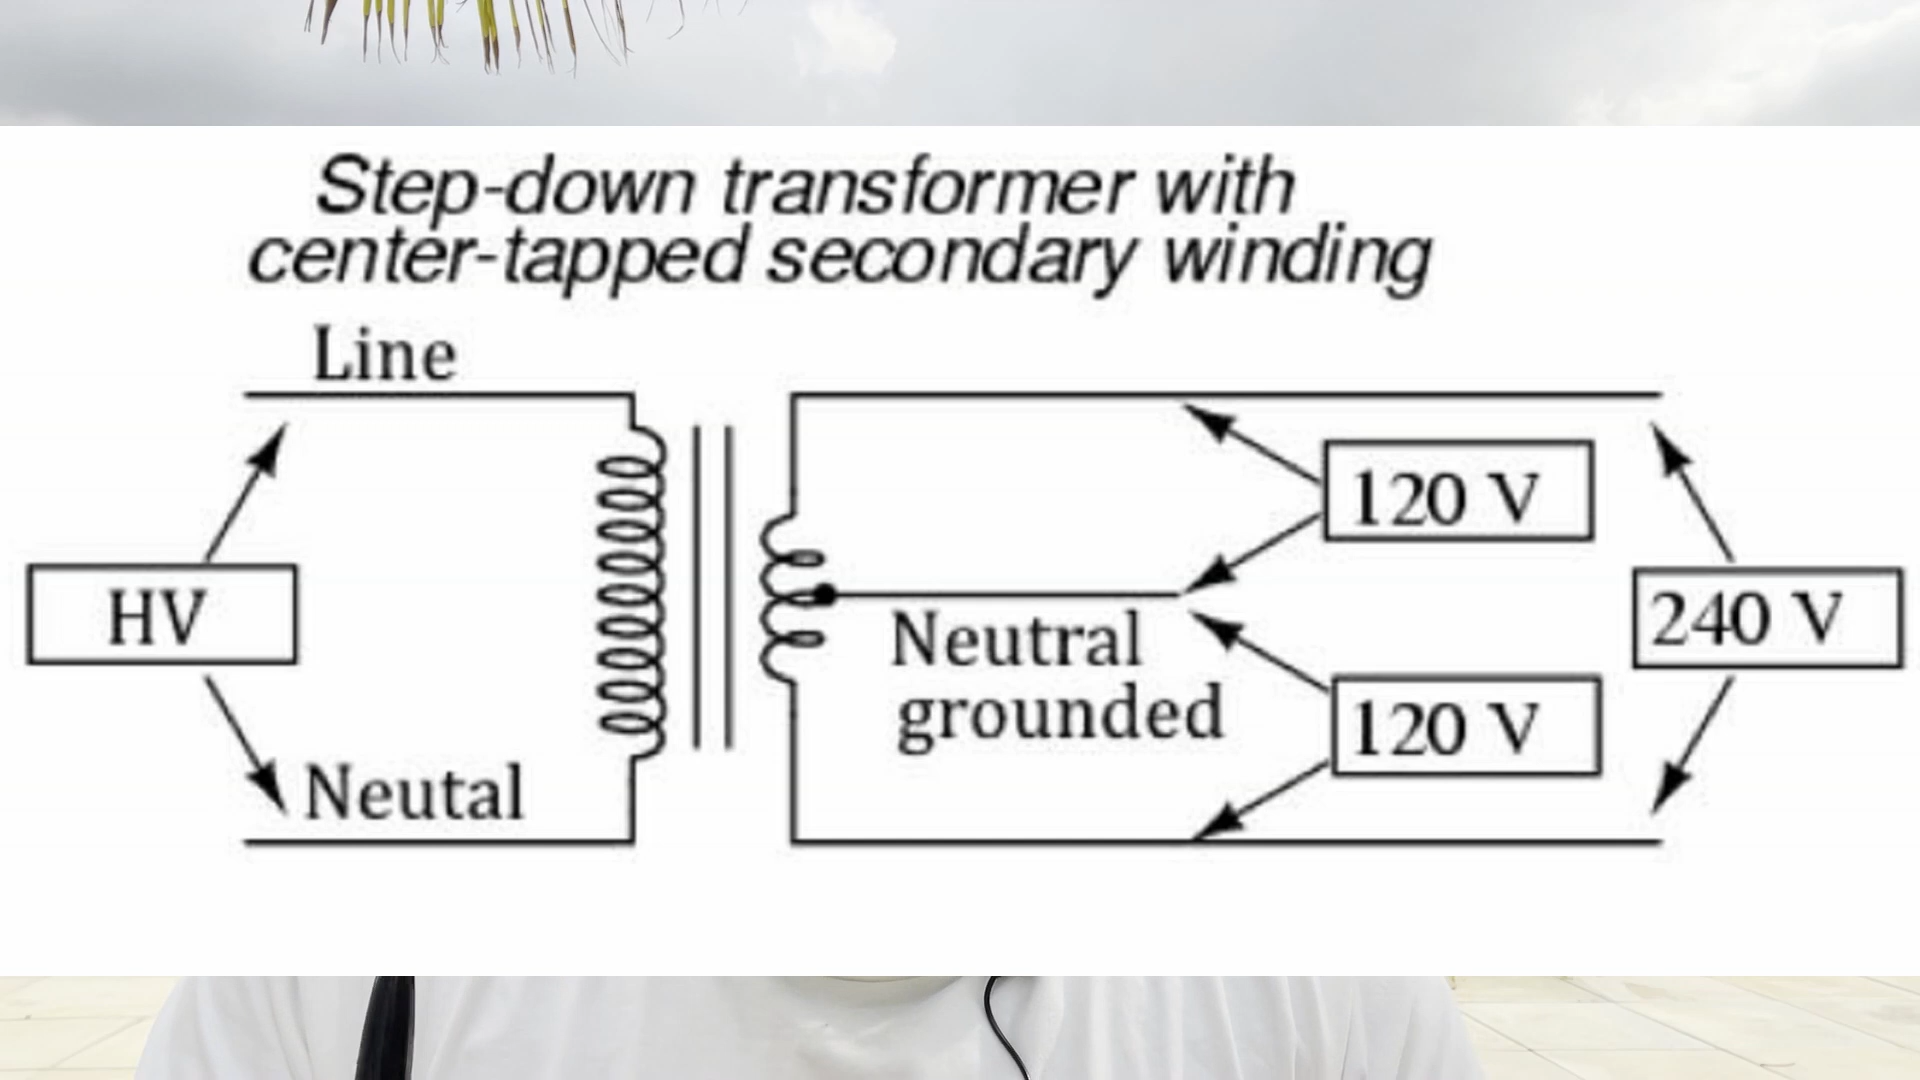 Step-down transformer with
center-tapped secondary winding
Line
HV
Neutal
Neutral
grounded
120 V
120 V
240 V